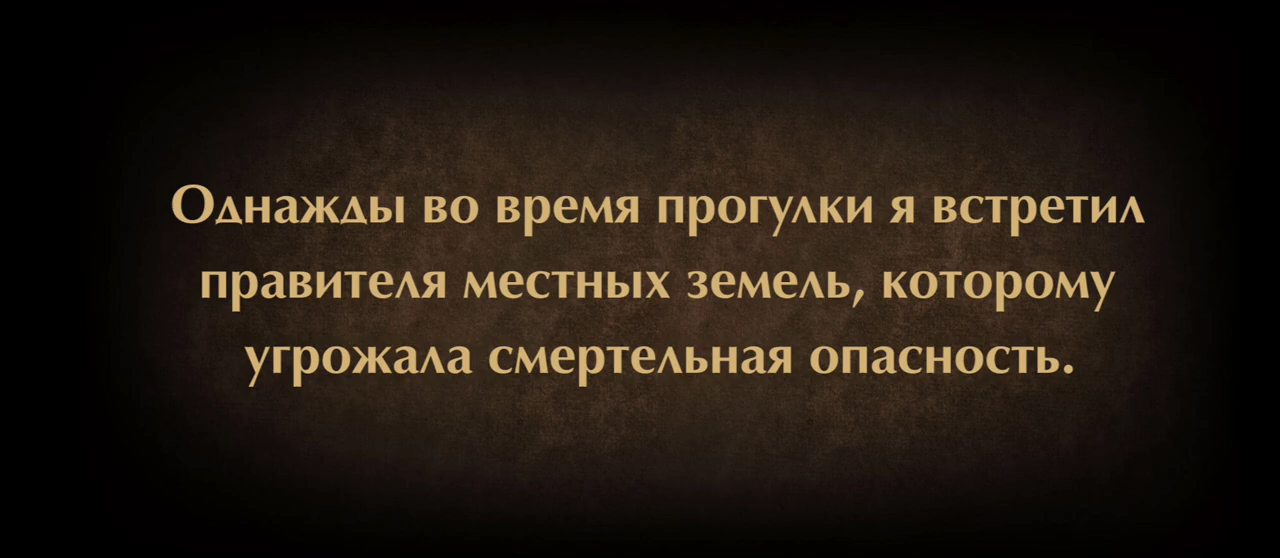 Однажды во время прогулки я встретил
правителя местных земель, которому
угрожала смертельная опасность.